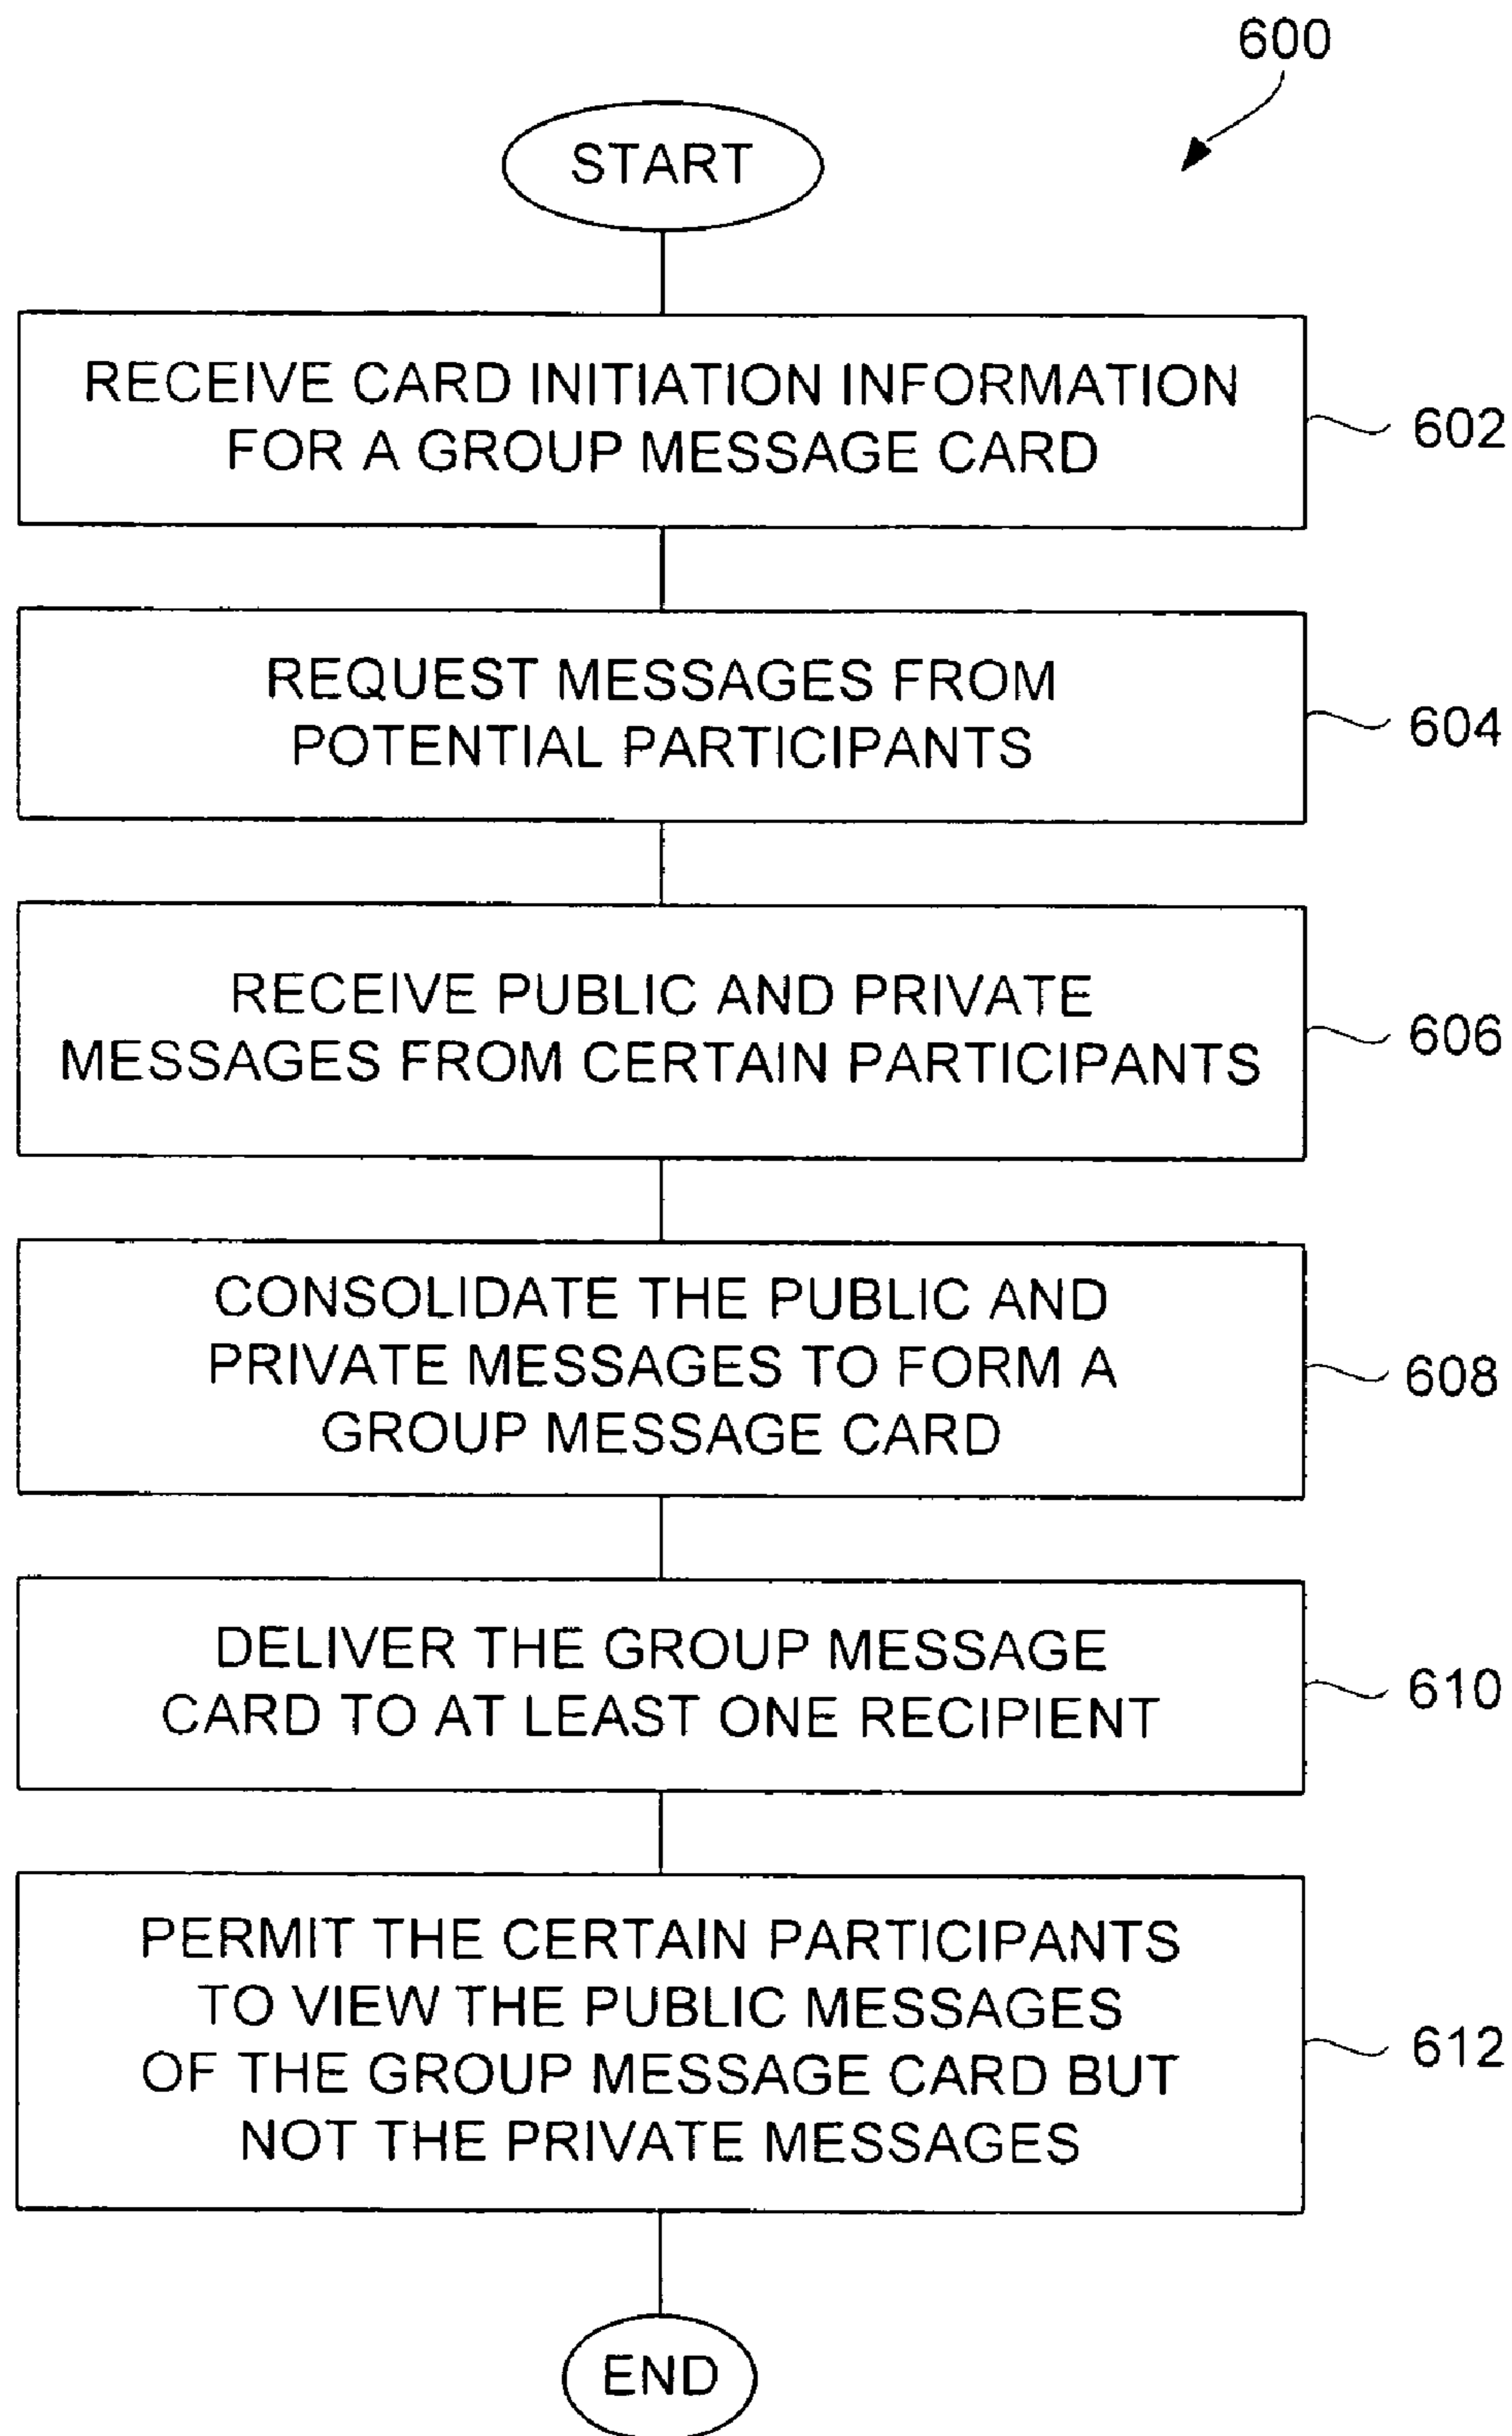 600
START
RECEIVE CARD INITIATION INFORMATION
FOR A GROUP MESSAGE CARD
602
REQUEST MESSAGES FROM
POTENTIAL PARTICIPANTS
604
RECEIVE PUBLIC AND PRIVATE
MESSAGES FROM CERTAIN PARTICIPANTS
606
CONSOLIDATE THE PUBLIC AND
PRIVATE MESSAGES TO FORM A
GROUP MESSAGE CARD
608
DELIVER THE GROUP MESSAGE
CARD TO AT LEAST ONE RECIPIENT
610
PERMIT THE CERTAIN PARTICIPANTS
TO VIEW THE PUBLIC MESSAGES
OF THE GROUP MESSAGE CARD BUT
NOT THE PRIVATE MESSAGES
612
END